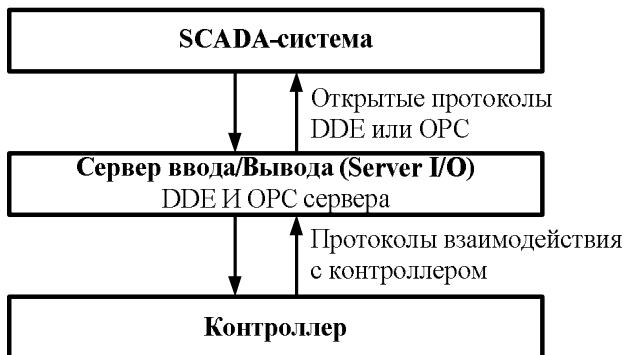 SCADA-система
Открытые протоколы
DDE или OPC
Сервер ввода/Вывода (Server I/O)
DDE И OPC сервера
Протоколы взаимодействия
с контроллером
Контроллер